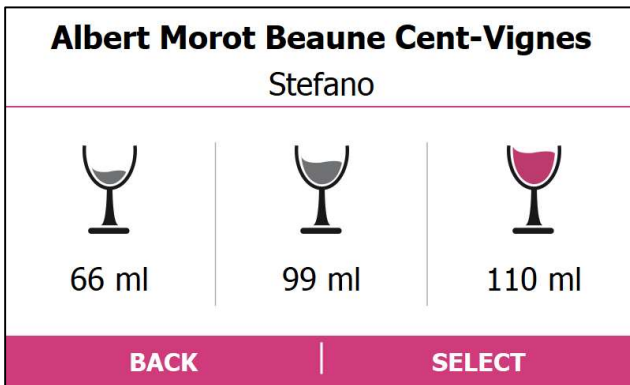 Albert Morot Beaune Cent-Vignes
Stefano
66 ml 99 ml 110 ml
BACK SELECT